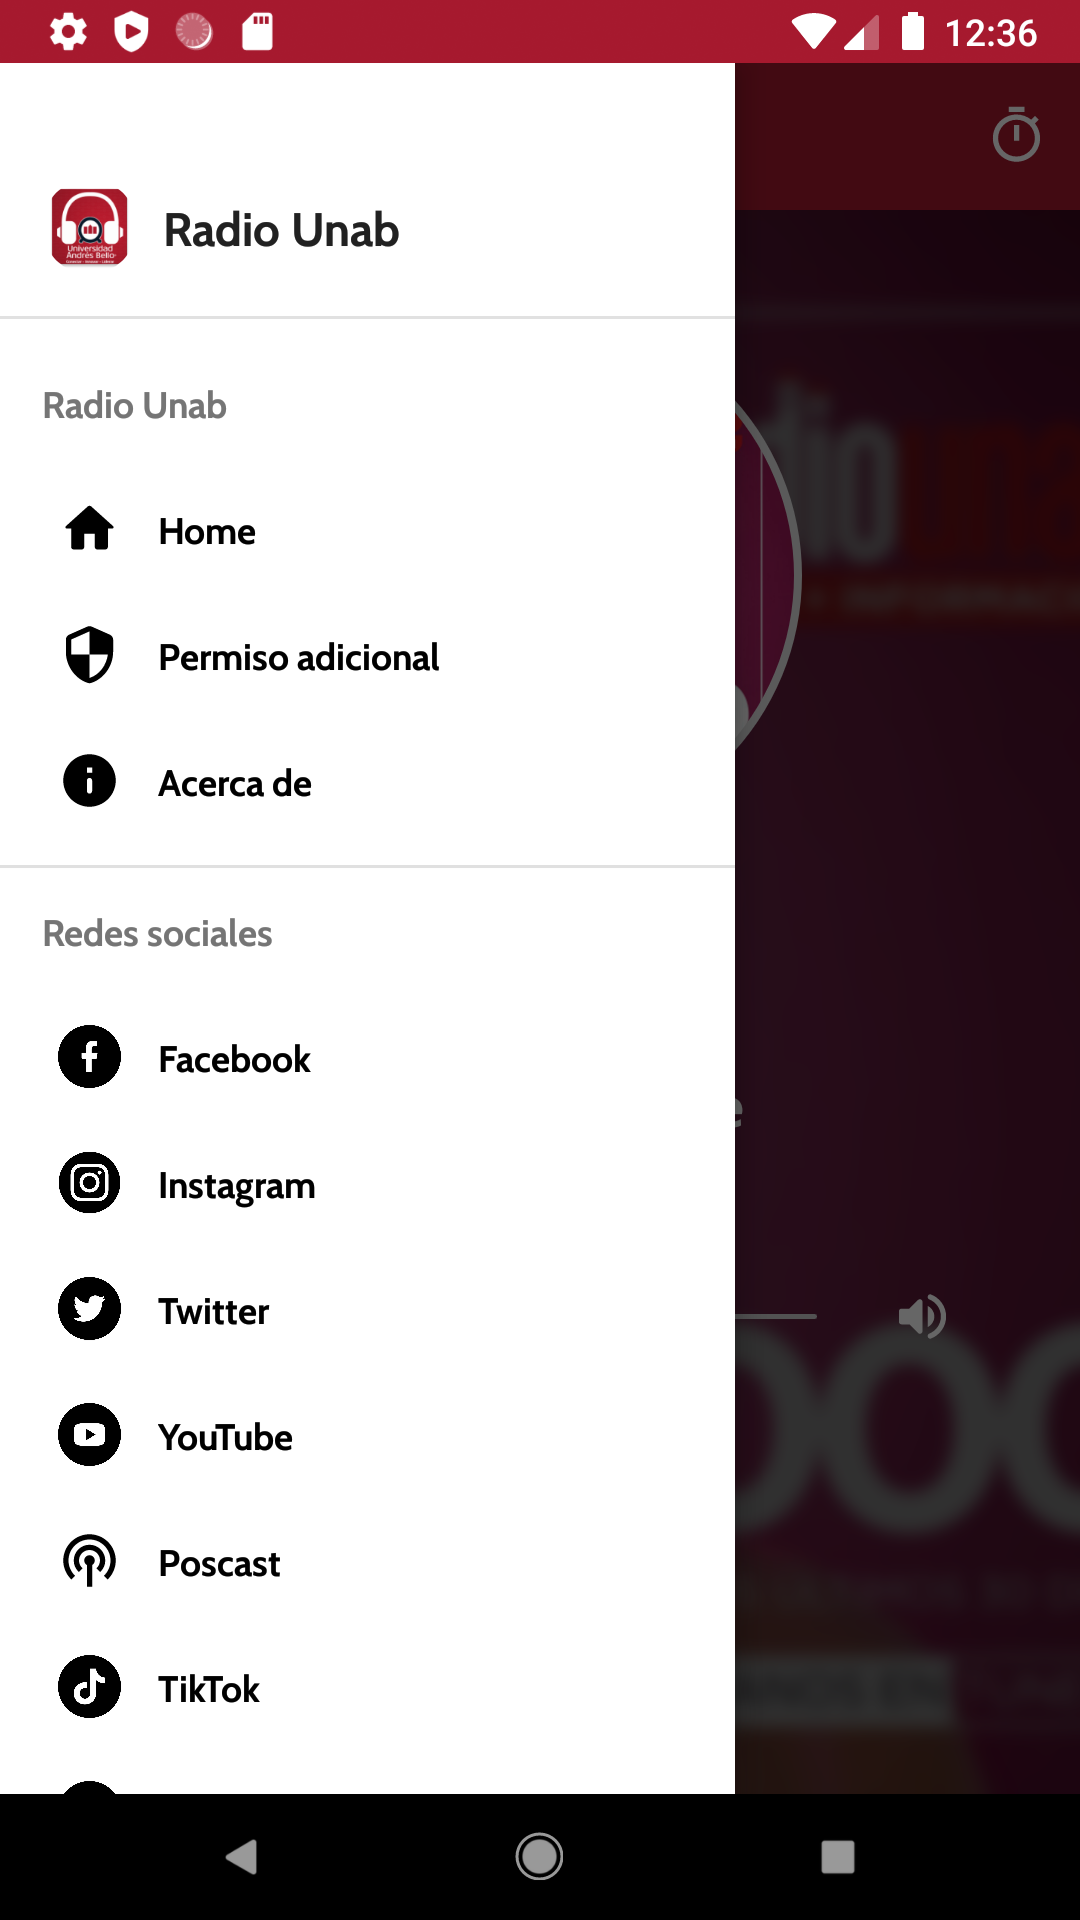 12:36
Universidad
Andrés Bello
Radio Unab
Radio Unab
Home
Permiso adicional
Acerca de
Redes sociales
Facebook
Instagram
Twitter
YouTube
Poscast
TikTok